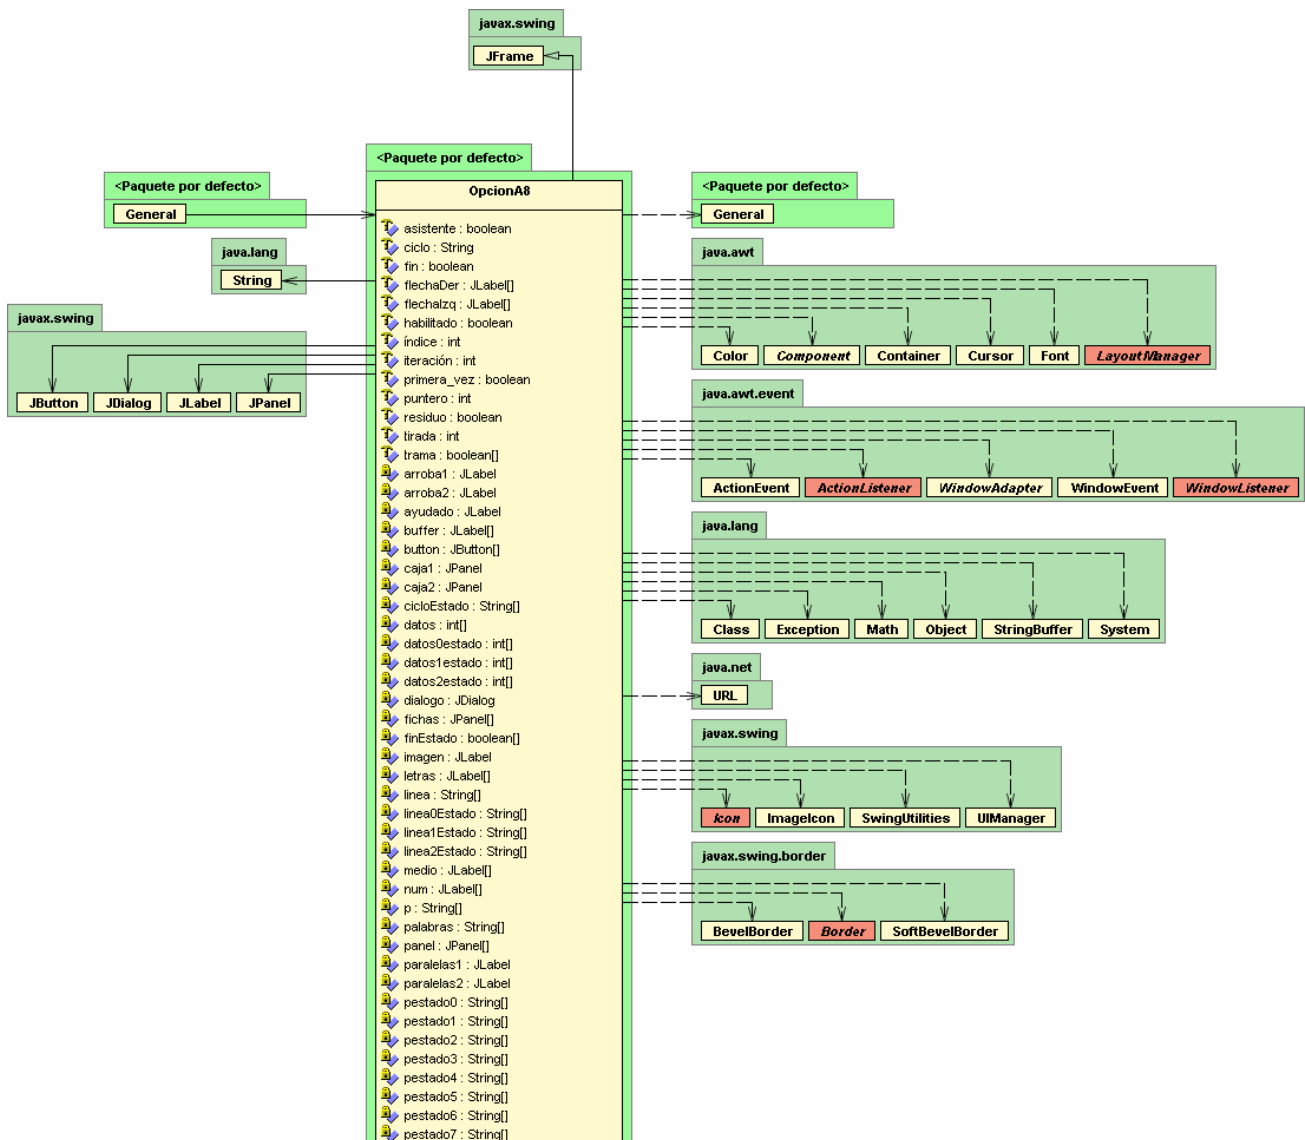 javax.swing
JFrame
<Paquete por defecto>
OpcionA8
<Paquete por defecto>
General
java.lang
String
javax.swing
JButton JDialog JLabel JPanel
asistente : boolean
ciclo : String
fin : boolean
flechaDer : JLabel[]
flechaIzq : JLabel[]
habilitado : boolean
índice : int
iteración : int
primera_vez : boolean
puntero : int
residuo : boolean
tirada : int
trama : boolean[]
arroba1 : JLabel
arroba2 : JLabel
ayudado : JLabel
buffer : JLabel[]
button : JButton[]
caja1 : JPanel
caja2 : JPanel
cicloEstado : String[]
datos : int[]
datos0estado : int[]
datos1estado : int[]
datos2estado : int[]
dialogo : JDialog
fichas : JPanel[]
finEstado : boolean[]
imagen : JLabel
letras : JLabel[]
linea : String[]
linea0Estado : String[]
linea1Estado : String[]
linea2Estado : String[]
medio : JLabel[]
num : JLabel[]
p : String[]
palabras : String[]
panel : JPanel[]
paralelas1 : JLabel
paralelas2 : JLabel
pestado0 : String[]
pestado1 : String[]
pestado2 : String[]
pestado3 : String[]
pestado4 : String[]
pestado5 : String[]
pestado6 : String[]
pestado7 : String[]
<Paquete por defecto>
General
java.awt
Color Component Container Cursor Font LayoutManager
java.awt.event
ActionEvent ActionListener WindowAdapter WindowEvent WindowListener
java.lang
Class Exception Math Object StringBuffer System
java.net
URL
javax.swing
Icon ImageIcon SwingUtilities UIManager
javax.swing.border
BevelBorder Border SoftBevelBorder